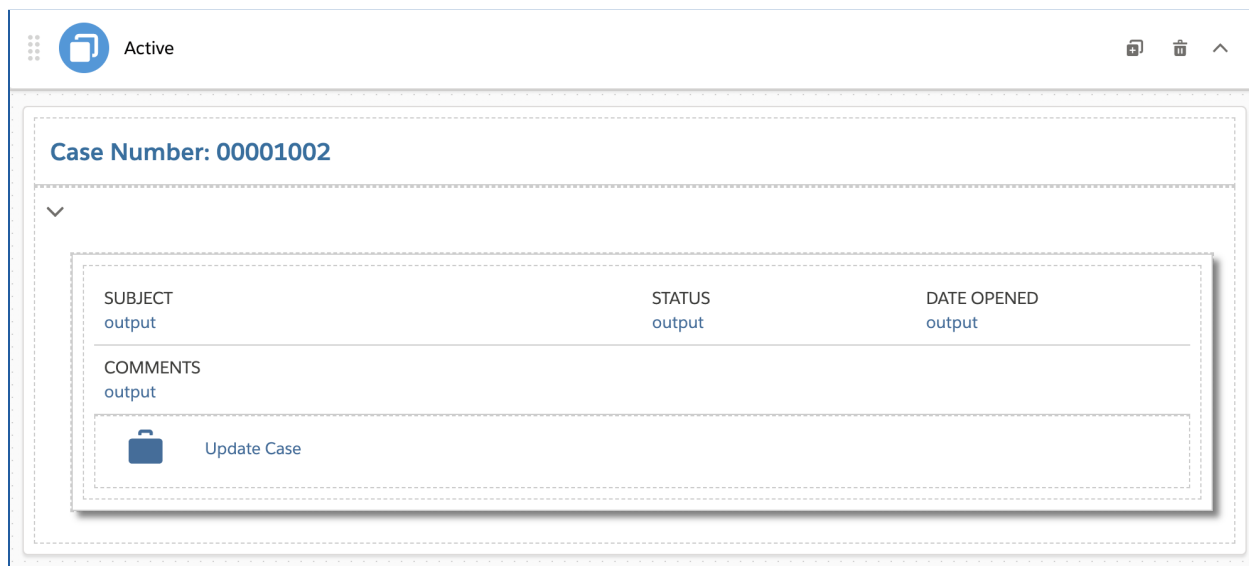 Active
Case Number: 00001002
SUBJECT STATUS DATE OPENED
output output output
COMMENTS
output
Update Case